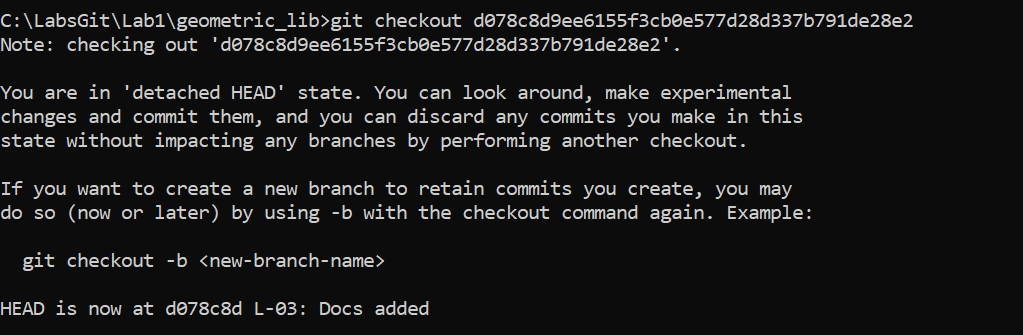 C:\LabsGit\Lab1\geometric_lib>git checkout d078c8d9ee6155f3cb0e577d28d337b791de28e2
Note: checking out 'd078c8d9ee6155f3cb0e577d28d337b791de28e2'.
You are in 'detached HEAD' state. You can look around, make experimental
changes and commit them, and you can discard any commits you make in this
state without impacting any branches by performing another checkout.
If you want to create a new branch to retain commits you create, you may
do so (now or later) by using -b with the checkout command again. Example:
git checkout -b <new-branch-name>
HEAD is now at d078c8d L-03: Docs added